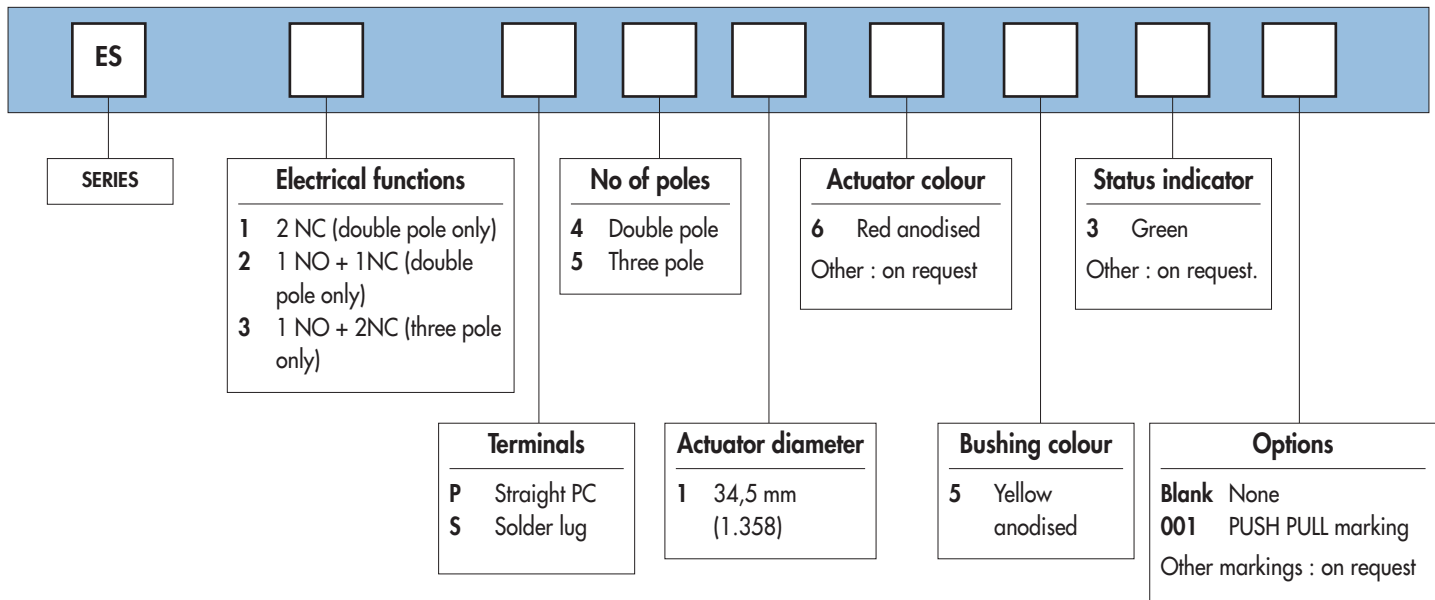 ES
SERIES
Electrical functions
1 2 NC (double pole only)
2 1 NO + 1NC (double
pole only)
3 1 NO + 2NC (three pole
only)
No of poles
4 Double pole
5 Three pole
Actuator colour
6 Red anodised
Other : on request
Status indicator
3 Green
Other : on request.
Terminals
P Straight PC
S Solder lug
Actuator diameter
1 34,5 mm
(1.358)
Bushing colour
5 Yellow
anodised
Options
Blank None
001 PUSH PULL marking
Other markings : on request